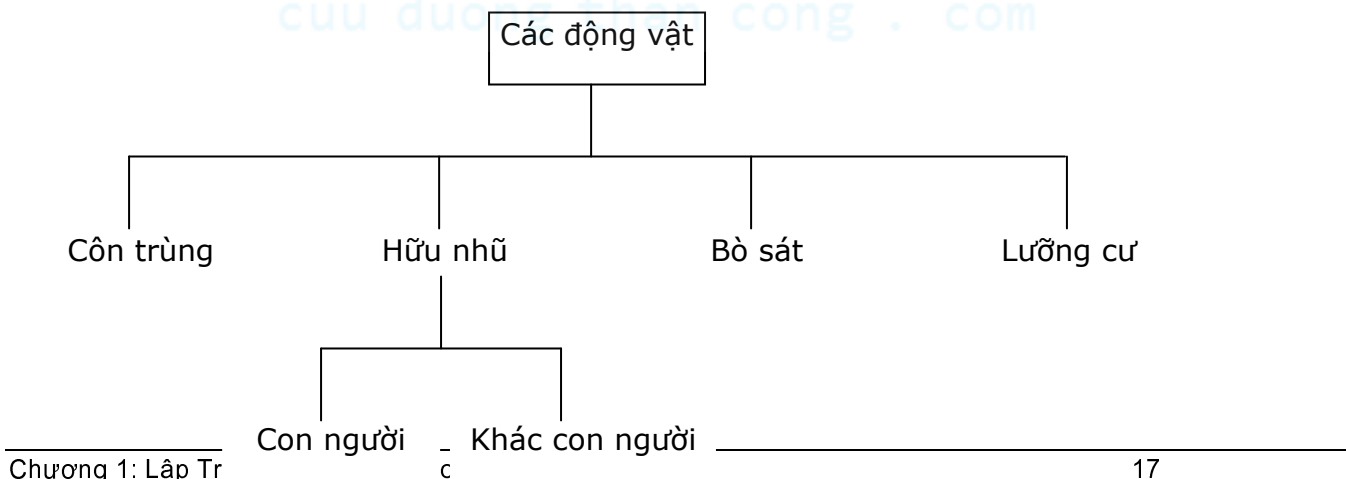 cuu duong than cong . com
Các động vật
Côn trùng Hữu nhũ Bò sát Lưỡng cư
Con người Khác con người
Chương 1: Lập Tr 17